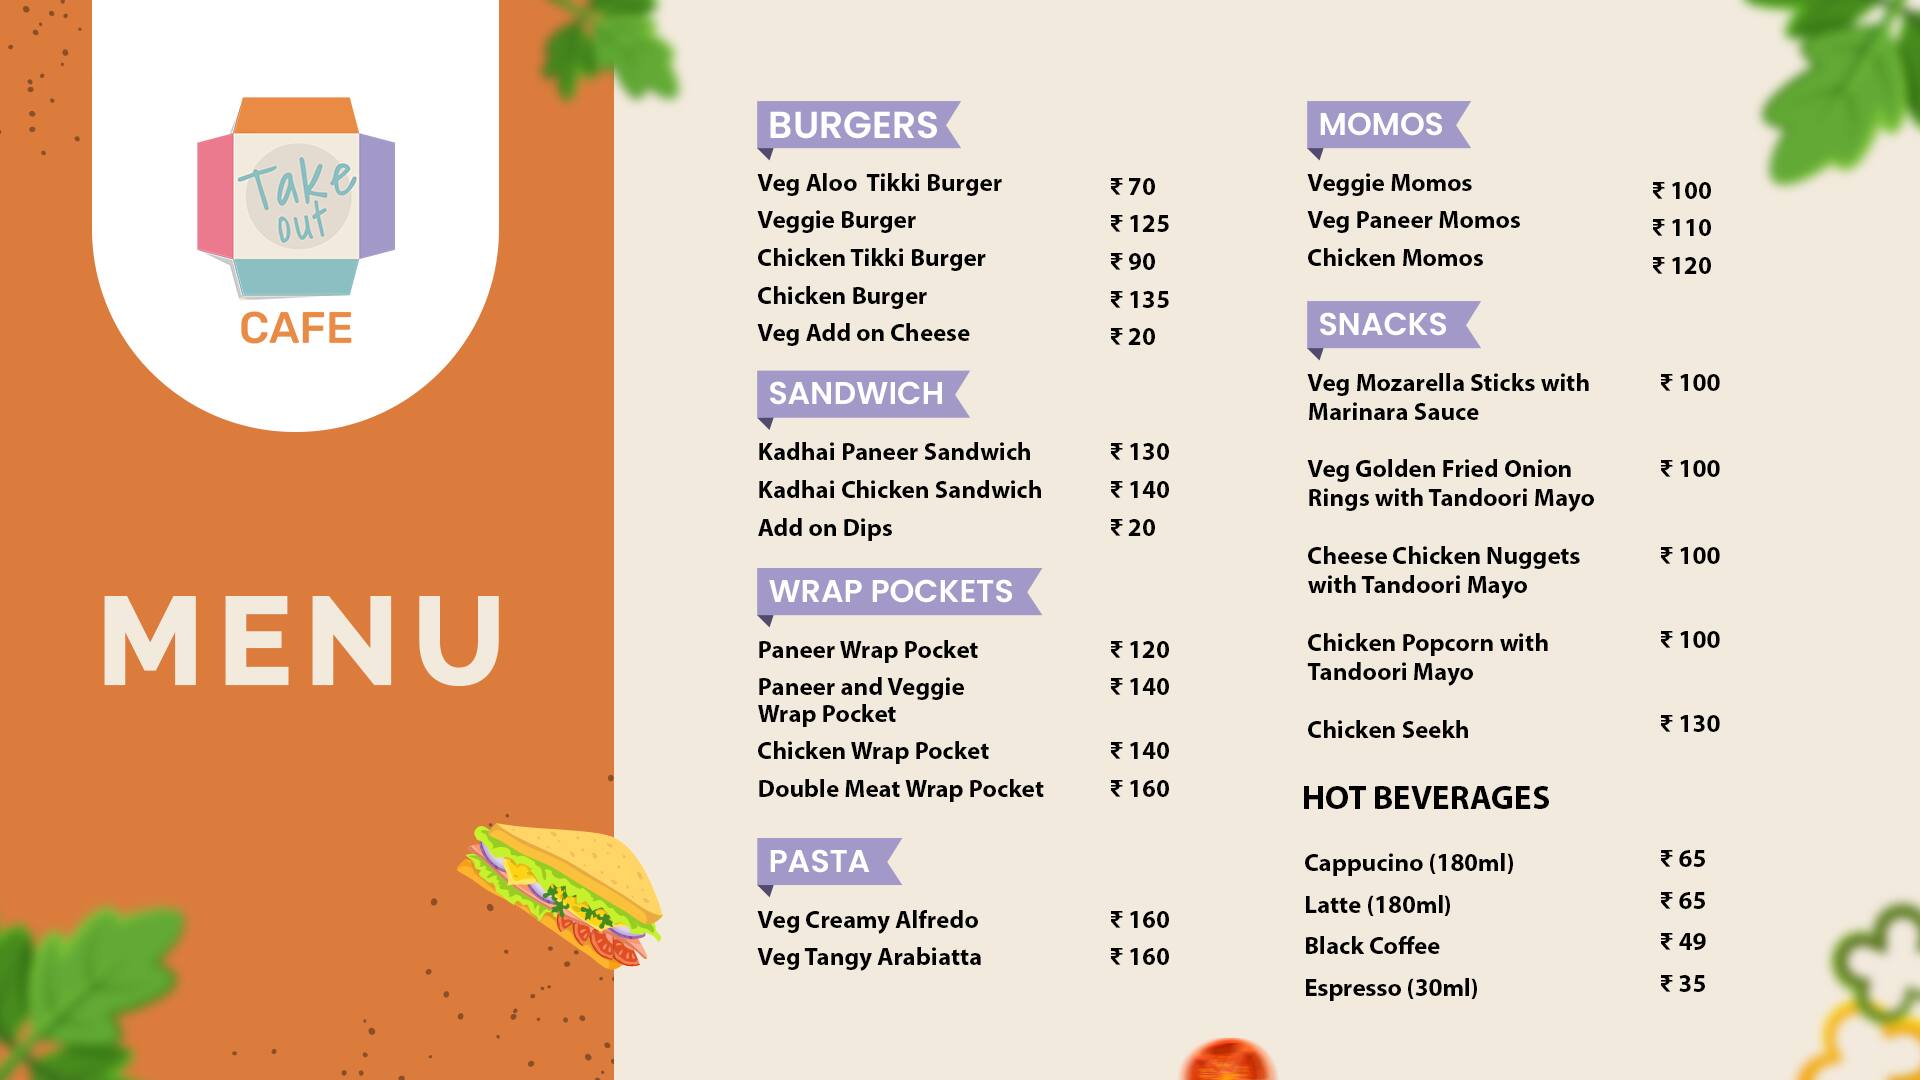 Take
out
CAFE
MENU
BURGERS
Veg Aloo Tikki Burger ₹ 70
Veggie Burger ₹ 125
Chicken Tikki Burger ₹ 90
Chicken Burger ₹ 135
Veg Add on Cheese ₹ 20
SANDWICH
Kadhai Paneer Sandwich ₹ 130
Kadhai Chicken Sandwich ₹ 140
Add on Dips ₹ 20
WRAP POCKETS
Paneer Wrap Pocket ₹ 120
Paneer and Veggie ₹ 140
Wrap Pocket
Chicken Wrap Pocket ₹ 140
Double Meat Wrap Pocket ₹ 160
PASTA
Veg Creamy Alfredo ₹ 160
Veg Tangy Arabiatta ₹ 160
MOMOS
Veggie Momos ₹ 100
Veg Paneer Momos ₹ 110
Chicken Momos ₹ 120
SNACKS
Veg Mozarella Sticks with ₹ 100
Marinara Sauce
Veg Golden Fried Onion ₹ 100
Rings with Tandoori Mayo
Cheese Chicken Nuggets ₹ 100
with Tandoori Mayo
Chicken Popcorn with ₹ 100
Tandoori Mayo
Chicken Seekh ₹ 130
HOT BEVERAGES
Cappucino (180ml) ₹ 65
Latte (180ml) ₹ 65
Black Coffee ₹ 49
Espresso (30ml) ₹ 35